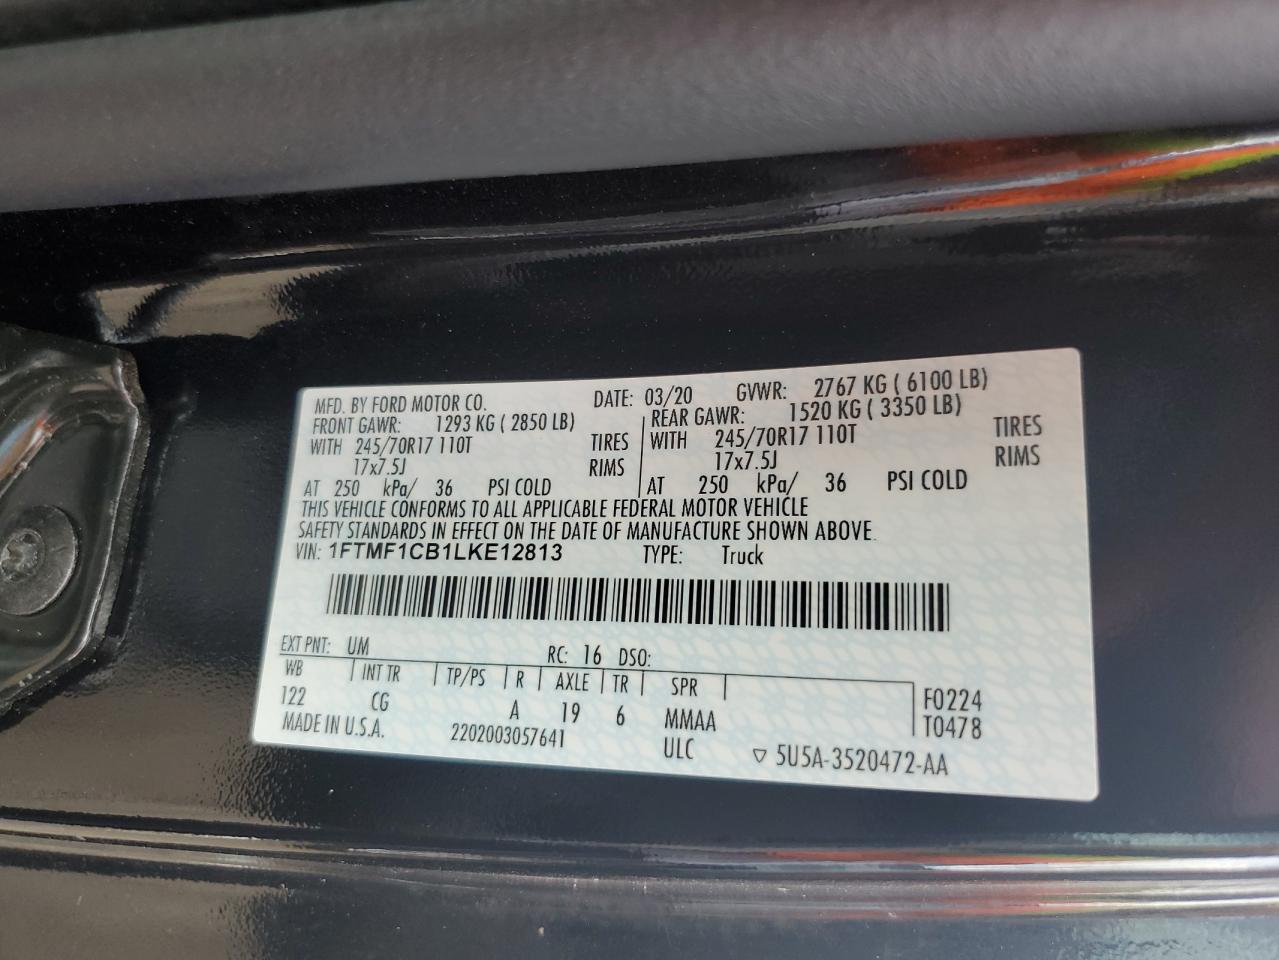 MFD. BY FORD MOTOR CO. DATE: 03/20 GVWR: 2767 KG ( 6100 LB)
FRONT GAWR: 1293 KG ( 2850 LB) REAR GAWR: 1520 KG ( 3350 LB)
WITH 245/70R17 110T TIRES WITH 245/70R17 110T TIRES
17x7.5J RIMS 17x7.5J RIMS
AT 250 kPa/ 36 PSI COLD AT 250 kPa/ 36 PSI COLD
THIS VEHICLE CONFORMS TO ALL APPLICABLE FEDERAL MOTOR VEHICLE
SAFETY STANDARDS IN EFFECT ON THE DATE OF MANUFACTURE SHOWN ABOVE.
VIN: 1FTMF1CB1LKE12813 TYPE: Truck
EXT PNT: UM RC: 16 DSO:
WB INT TR TP/PS R AXLE TR SPR
122 CG A 19 6 MMAA F0224
T0478
MADE IN U.S.A. 2202003057641 ULC ▽ 5U5A-3520472-AA